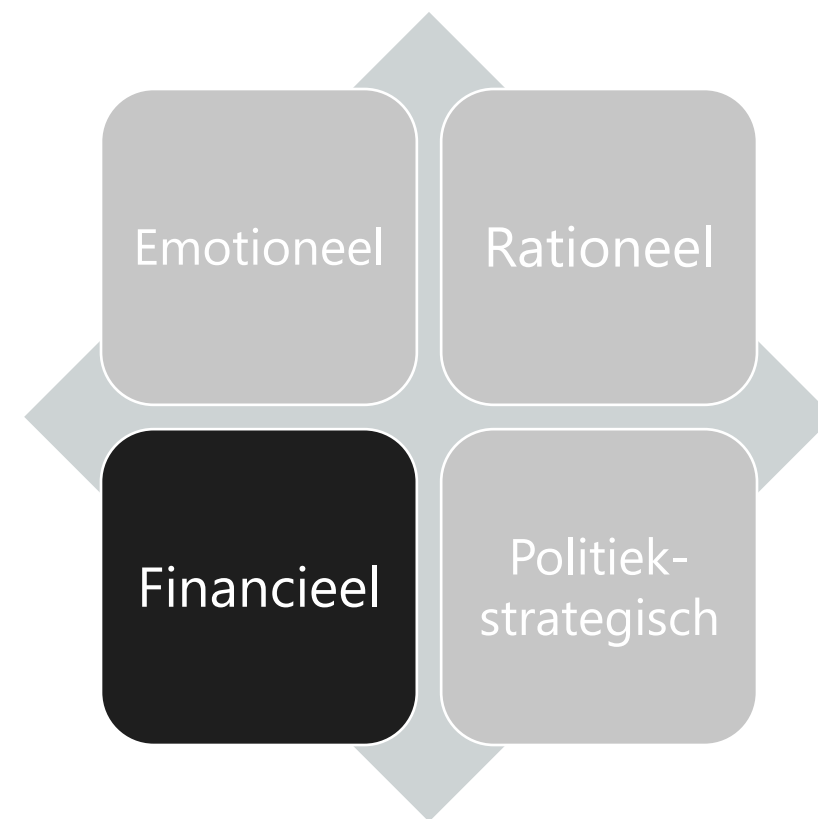 Emotioneel
Rationeel
Financieel
Politiek-
strategisch